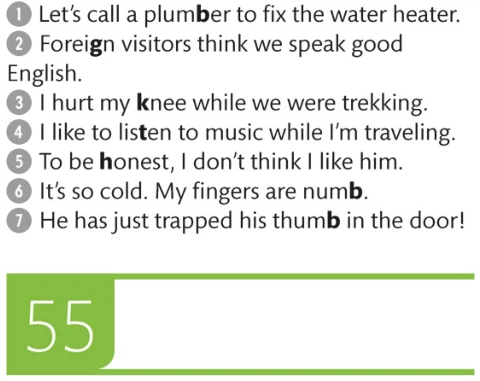 1 Let's call a plumber to fix the water heater.
2 Foreign visitors think we speak good
English.
3 I hurt my knee while we were trekking.
4 I like to listen to music while I'm traveling.
5 To be honest, I don't think I like him.
6 It's so cold. My fingers are numb.
7 He has just trapped his thumb in the door!
55